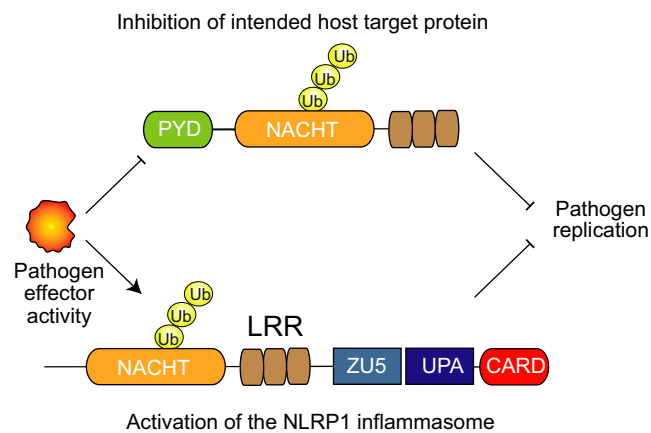 Inhibition of intended host target protein
Ub
Ub
Ub
PYD
NACHT
Pathogen
replication
Pathogen
effector
activity
Ub
Ub
Ub
LRR
NACHT
ZU5
UPA
CARD
Activation of the NLRP1 inflammasome